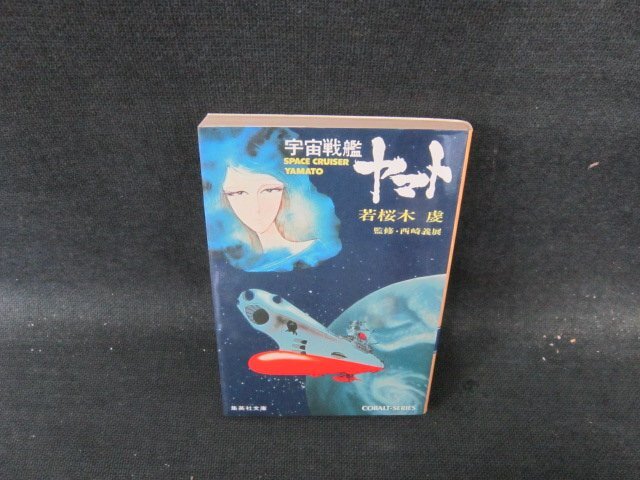 宇宙戦艦
ヤマト
SPACE CRUISER
YAMATO
若桜木 虔
監修・西崎義展
集英社文庫
COBALT-SERIES